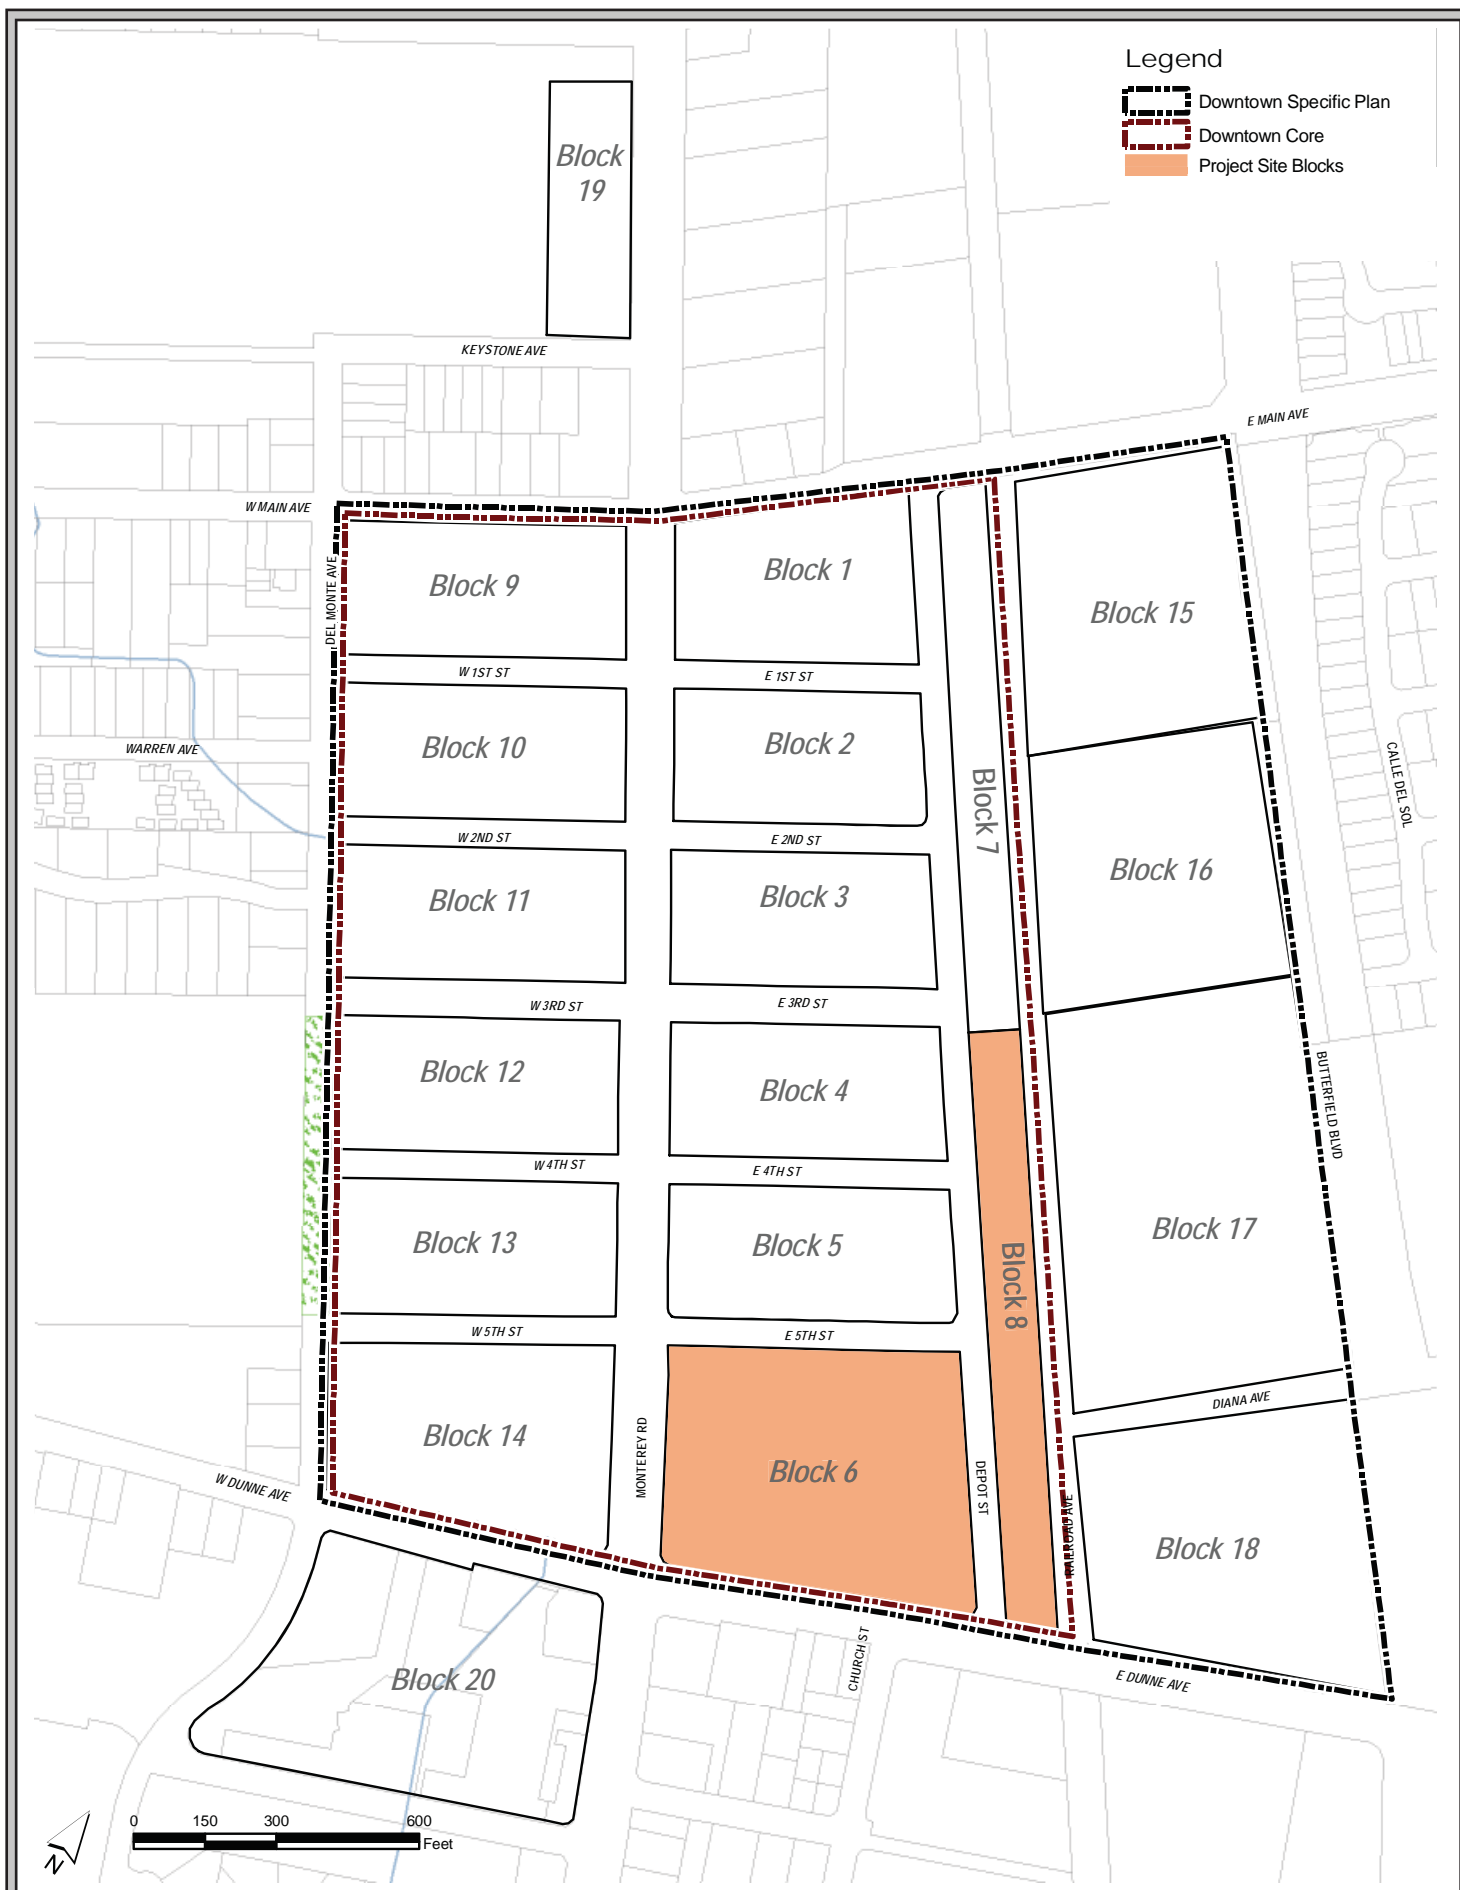 Legend
Downtown Specific Plan
Downtown Core
Project Site Blocks
Block
19
KEYSTONE AVE
E MAIN AVE
W MAIN AVE
DEL MONTE AVE
Block 9
Block 1
Block 15
W 1ST ST
E 1ST ST
WARREN AVE
Block 10
Block 2
Block 7
CALLE DEL SOL
W 2ND ST
E 2ND ST
Block 16
Block 11
Block 3
W 3RD ST
E 3RD ST
Block 12
Block 4
BUTTERFIELD BLVD
W 4TH ST
E 4TH ST
Block 13
Block 5
Block 17
Block 8
W 5TH ST
E 5TH ST
DIANA AVE
Block 14
MONTEREY RD
Block 6
DEPOT ST
W DUNNE AVE
RAILROAD AVE
Block 18
CHURCH ST
E DUNNE AVE
Block 20
N
0 150 300 600
Feet